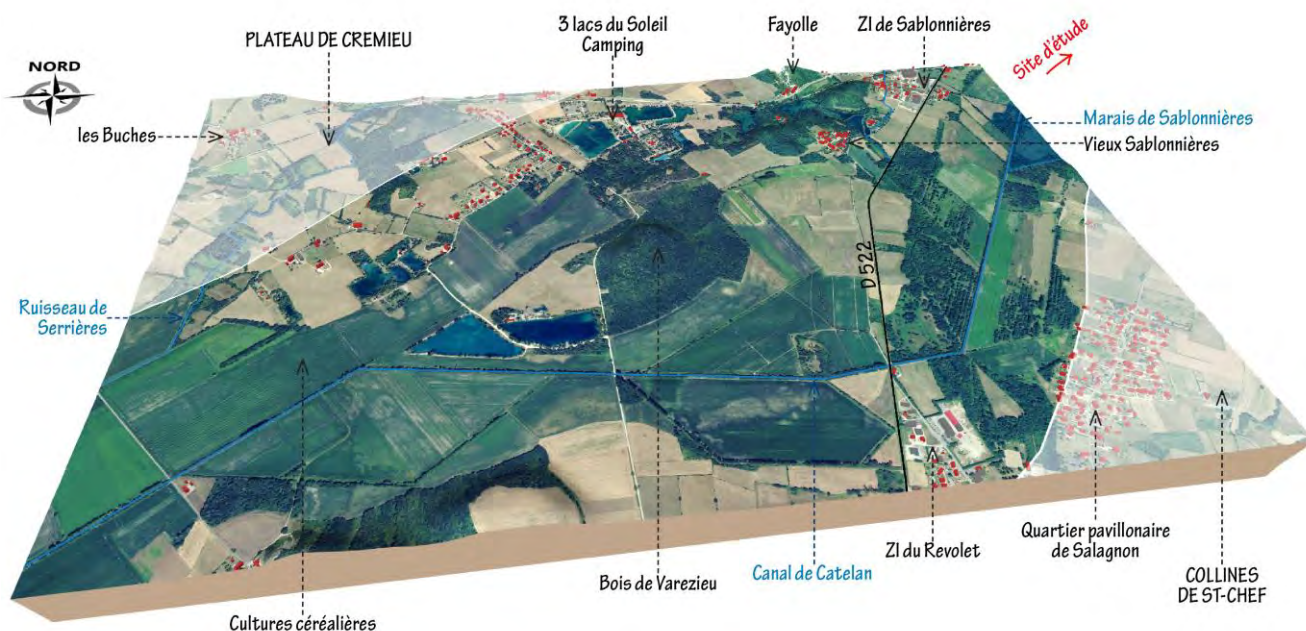 3 lacs du Soleil
Camping
Fayolle
ZI de Sablonnières
PLATEAU DE CREMIEU
Site d'étude
NORD
les Buches
Marais de Sablonnières
Vieux Sablonnières
D 522
Ruisseau de
Serrières
ZI du Revolet
Quartier pavillonaire
de Salagnon
Bois de Varezieu
Canal de Catelan
COLLINES
DE ST-CHEF
Cultures céréalières